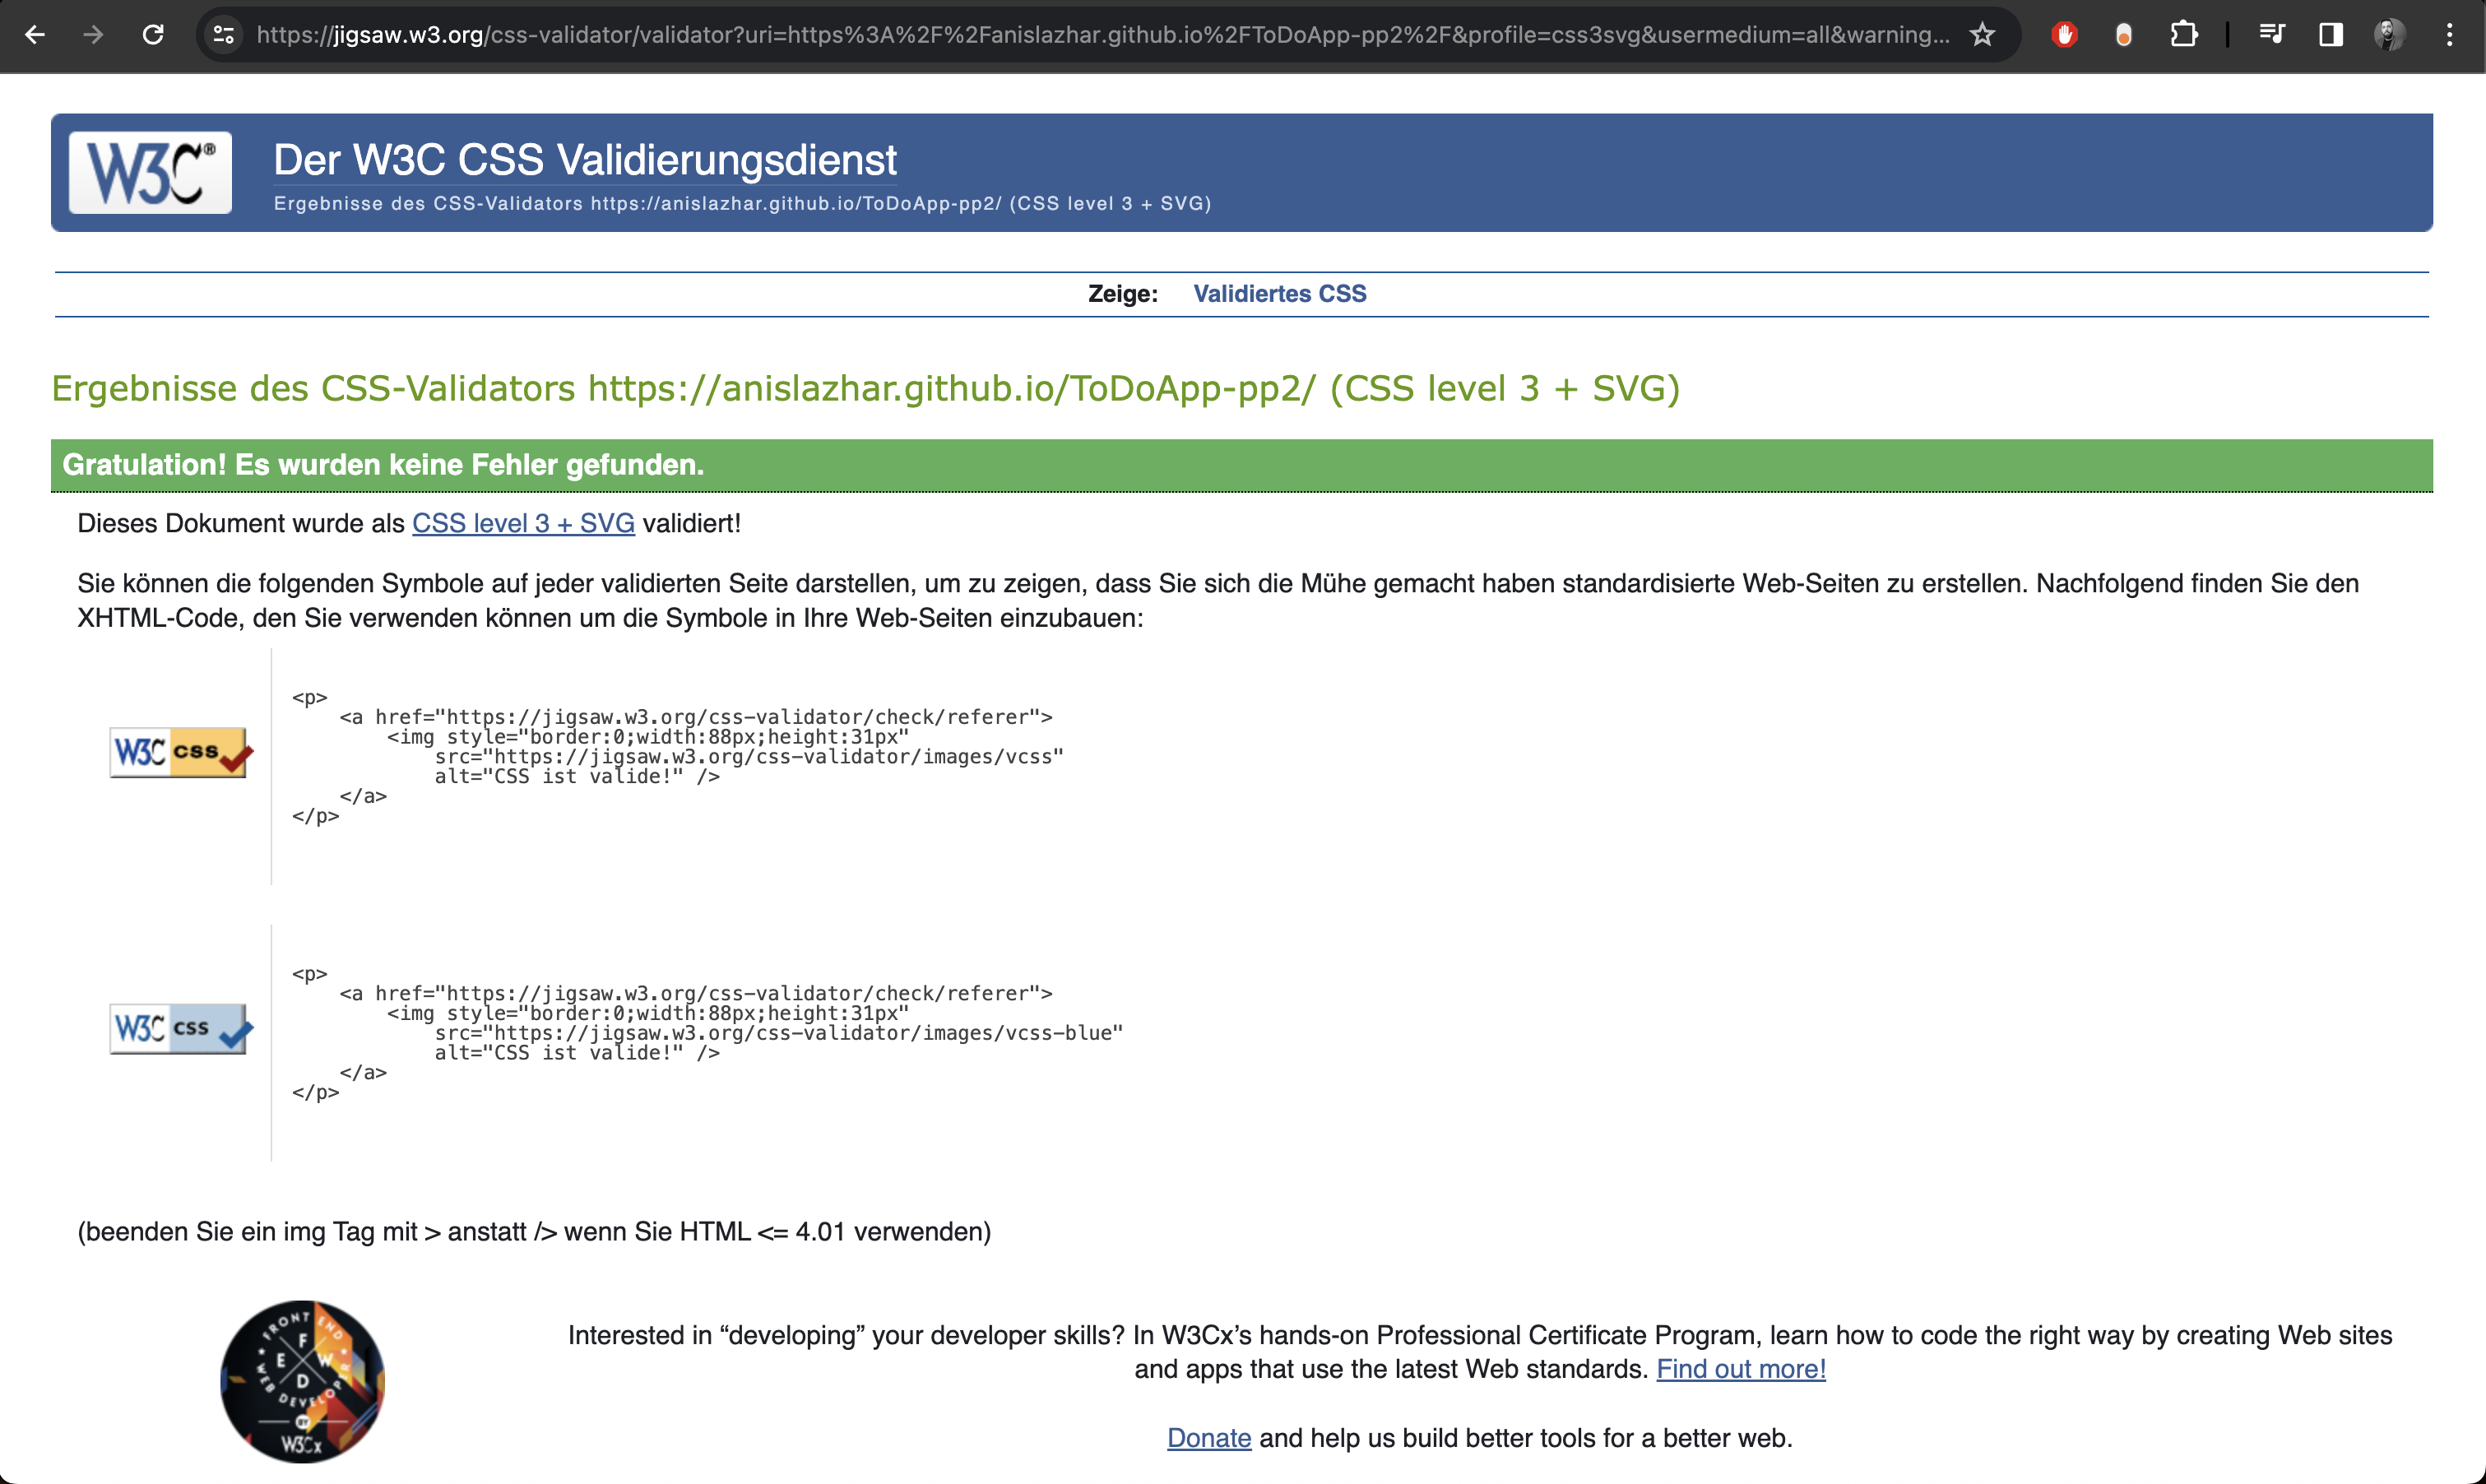 https://jigsaw.w3.org/css-validator/validator?uri=https%3A%2F%2Fanislazhar.github.io%2FToDoApp-pp2%2F&profile=css3svg&usermedium=all&warning...
W3C®
Der W3C CSS Validierungsdienst
Ergebnisse des CSS-Validators https://anislazhar.github.io/ToDoApp-pp2/ (CSS level 3 + SVG)
Zeige: Validiertes CSS
Ergebnisse des CSS-Validators https://anislazhar.github.io/ToDoApp-pp2/ (CSS level 3 + SVG)
Gratulation! Es wurden keine Fehler gefunden.
Dieses Dokument wurde als CSS level 3 + SVG validiert!
Sie können die folgenden Symbole auf jeder validierten Seite darstellen, um zu zeigen, dass Sie sich die Mühe gemacht haben standardisierte Web-Seiten zu erstellen. Nachfolgend finden Sie den
XHTML-Code, den Sie verwenden können um die Symbole in Ihre Web-Seiten einzubauen:
W3C css
<p>
<a href="https://jigsaw.w3.org/css-validator/check/referer">
<img style="border:0;width:88px;height:31px"
src="https://jigsaw.w3.org/css-validator/images/vcss"
alt="CSS ist valide!" />
</a>
</p>
W3C css
<p>
<a href="https://jigsaw.w3.org/css-validator/check/referer">
<img style="border:0;width:88px;height:31px"
src="https://jigsaw.w3.org/css-validator/images/vcss-blue"
alt="CSS ist valide!" />
</a>
</p>
(beenden Sie ein img Tag mit > anstatt /> wenn Sie HTML <= 4.01 verwenden)
FRONT END
WEB DEVELOPER
F E W D
BY
W3Cx
Interested in “developing” your developer skills? In W3Cx’s hands-on Professional Certificate Program, learn how to code the right way by creating Web sites
and apps that use the latest Web standards. Find out more!
Donate and help us build better tools for a better web.